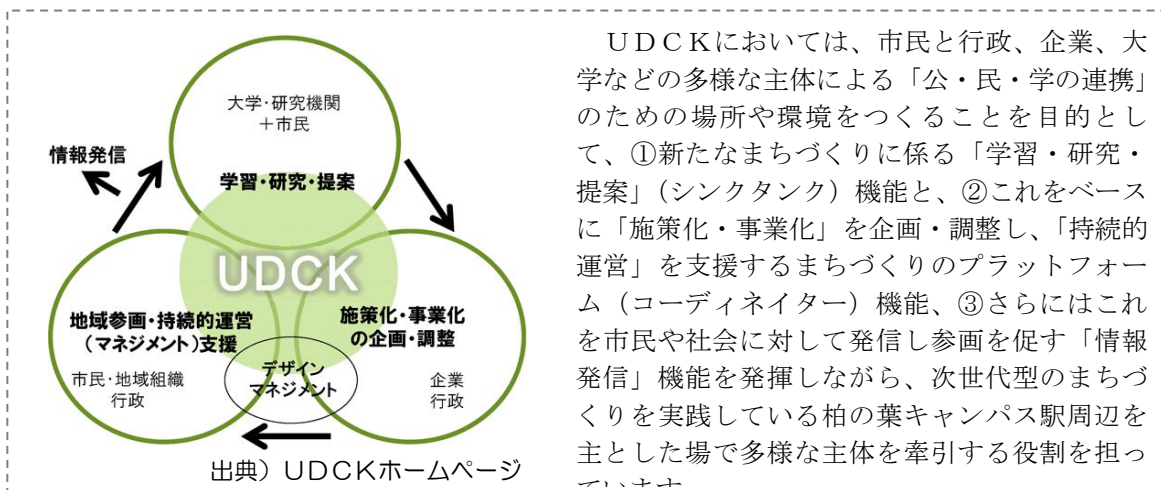 大学・研究機関
+市民
情報発信
学習・研究・提案
UDCK
地域参画・持続的運営
(マネジメント)支援
施策化・事業化
の企画・調整
デザイン
マネジメント
市民・地域組織
行政
企業
行政
出典）UDCKホームページ
UDCKにおいては、市民と行政、企業、大
学などの多様な主体による「公・民・学の連携」
のための場所や環境をつくることを目的とし
て、①新たなまちづくりに係る「学習・研究・
提案」（シンクタンク）機能と、②これをベース
に「施策化・事業化」を企画・調整し、「持続的
運営」を支援するまちづくりのプラットフォー
ム（コーディネイター）機能、③さらにはこれ
を市民や社会に対して発信し参画を促す「情報
発信」機能を発揮しながら、次世代型のまちづ
くりを実践している柏の葉キャンパス駅周辺を
主とした場で多様な主体を牽引する役割を担っ
ています